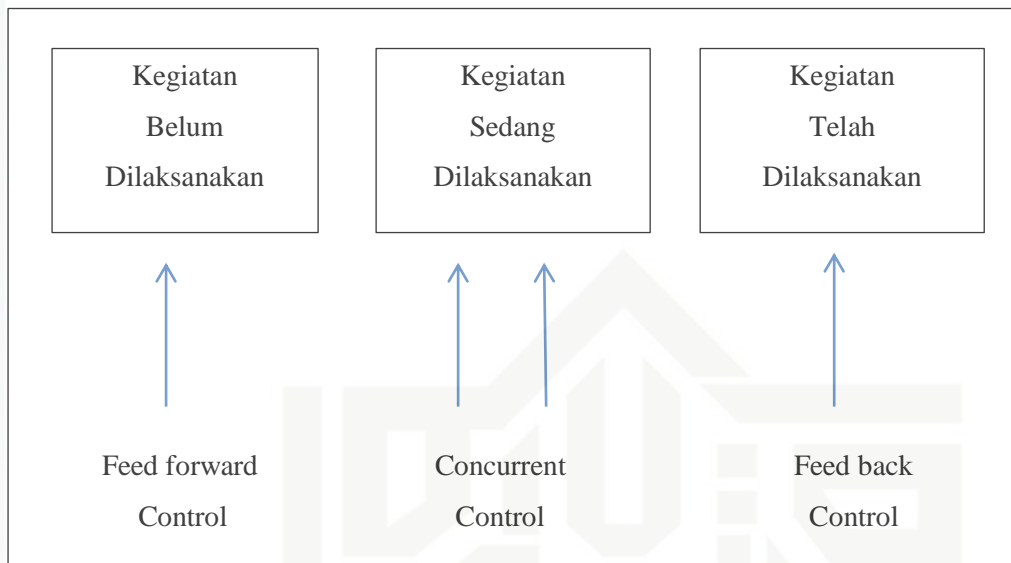 Kegiatan
Belum
Dilaksanakan
Kegiatan
Sedang
Dilaksanakan
Kegiatan
Telah
Dilaksanakan
Feed forward
Control
Concurrent
Control
Feed back
Control